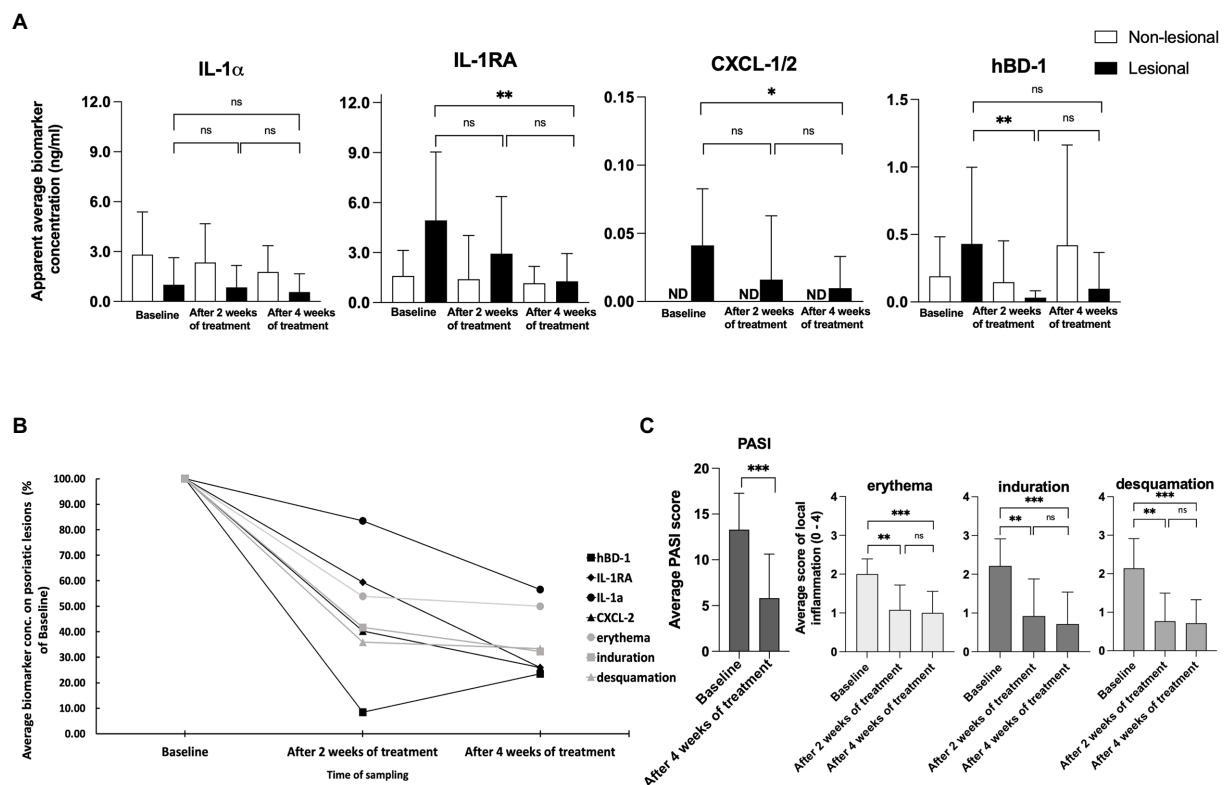 A
Non-lesional
Lesional
Apparent average biomarker
concentration (ng/ml)
IL-1α
12.0
9.0
6.0
3.0
0.0
ns
ns
ns
Baseline
After 2 weeks
of treatment
After 4 weeks
of treatment
IL-1RA
12.0
9.0
6.0
3.0
0.0
**
ns
ns
Baseline
After 2 weeks
of treatment
After 4 weeks
of treatment
CXCL-1/2
0.15
0.10
0.05
0.00
*
ns
ns
ND
ND
ND
Baseline
After 2 weeks
of treatment
After 4 weeks
of treatment
hBD-1
1.5
1.0
0.5
0.0
ns
**
ns
Baseline
After 2 weeks
of treatment
After 4 weeks
of treatment
B
Average biomarker conc. on psoriatic lesions (%
of Baseline)
100.00
90.00
80.00
70.00
60.00
50.00
40.00
30.00
20.00
10.00
0.00
Baseline
After 2 weeks of treatment
After 4 weeks of treatment
Time of sampling
hBD-1
IL-1RA
IL-1a
CXCL-2
erythema
induration
desquamation
C
PASI
Average PASI score
20
15
10
5
0
***
Baseline
After 4 weeks of treatment
erythema
Average score of local
inflammation (0 - 4)
4
3
2
1
0
***
**
ns
Baseline
After 2 weeks of treatment
After 4 weeks of treatment
induration
4
3
2
1
0
***
**
ns
Baseline
After 2 weeks of treatment
After 4 weeks of treatment
desquamation
4
3
2
1
0
***
**
ns
Baseline
After 2 weeks of treatment
After 4 weeks of treatment